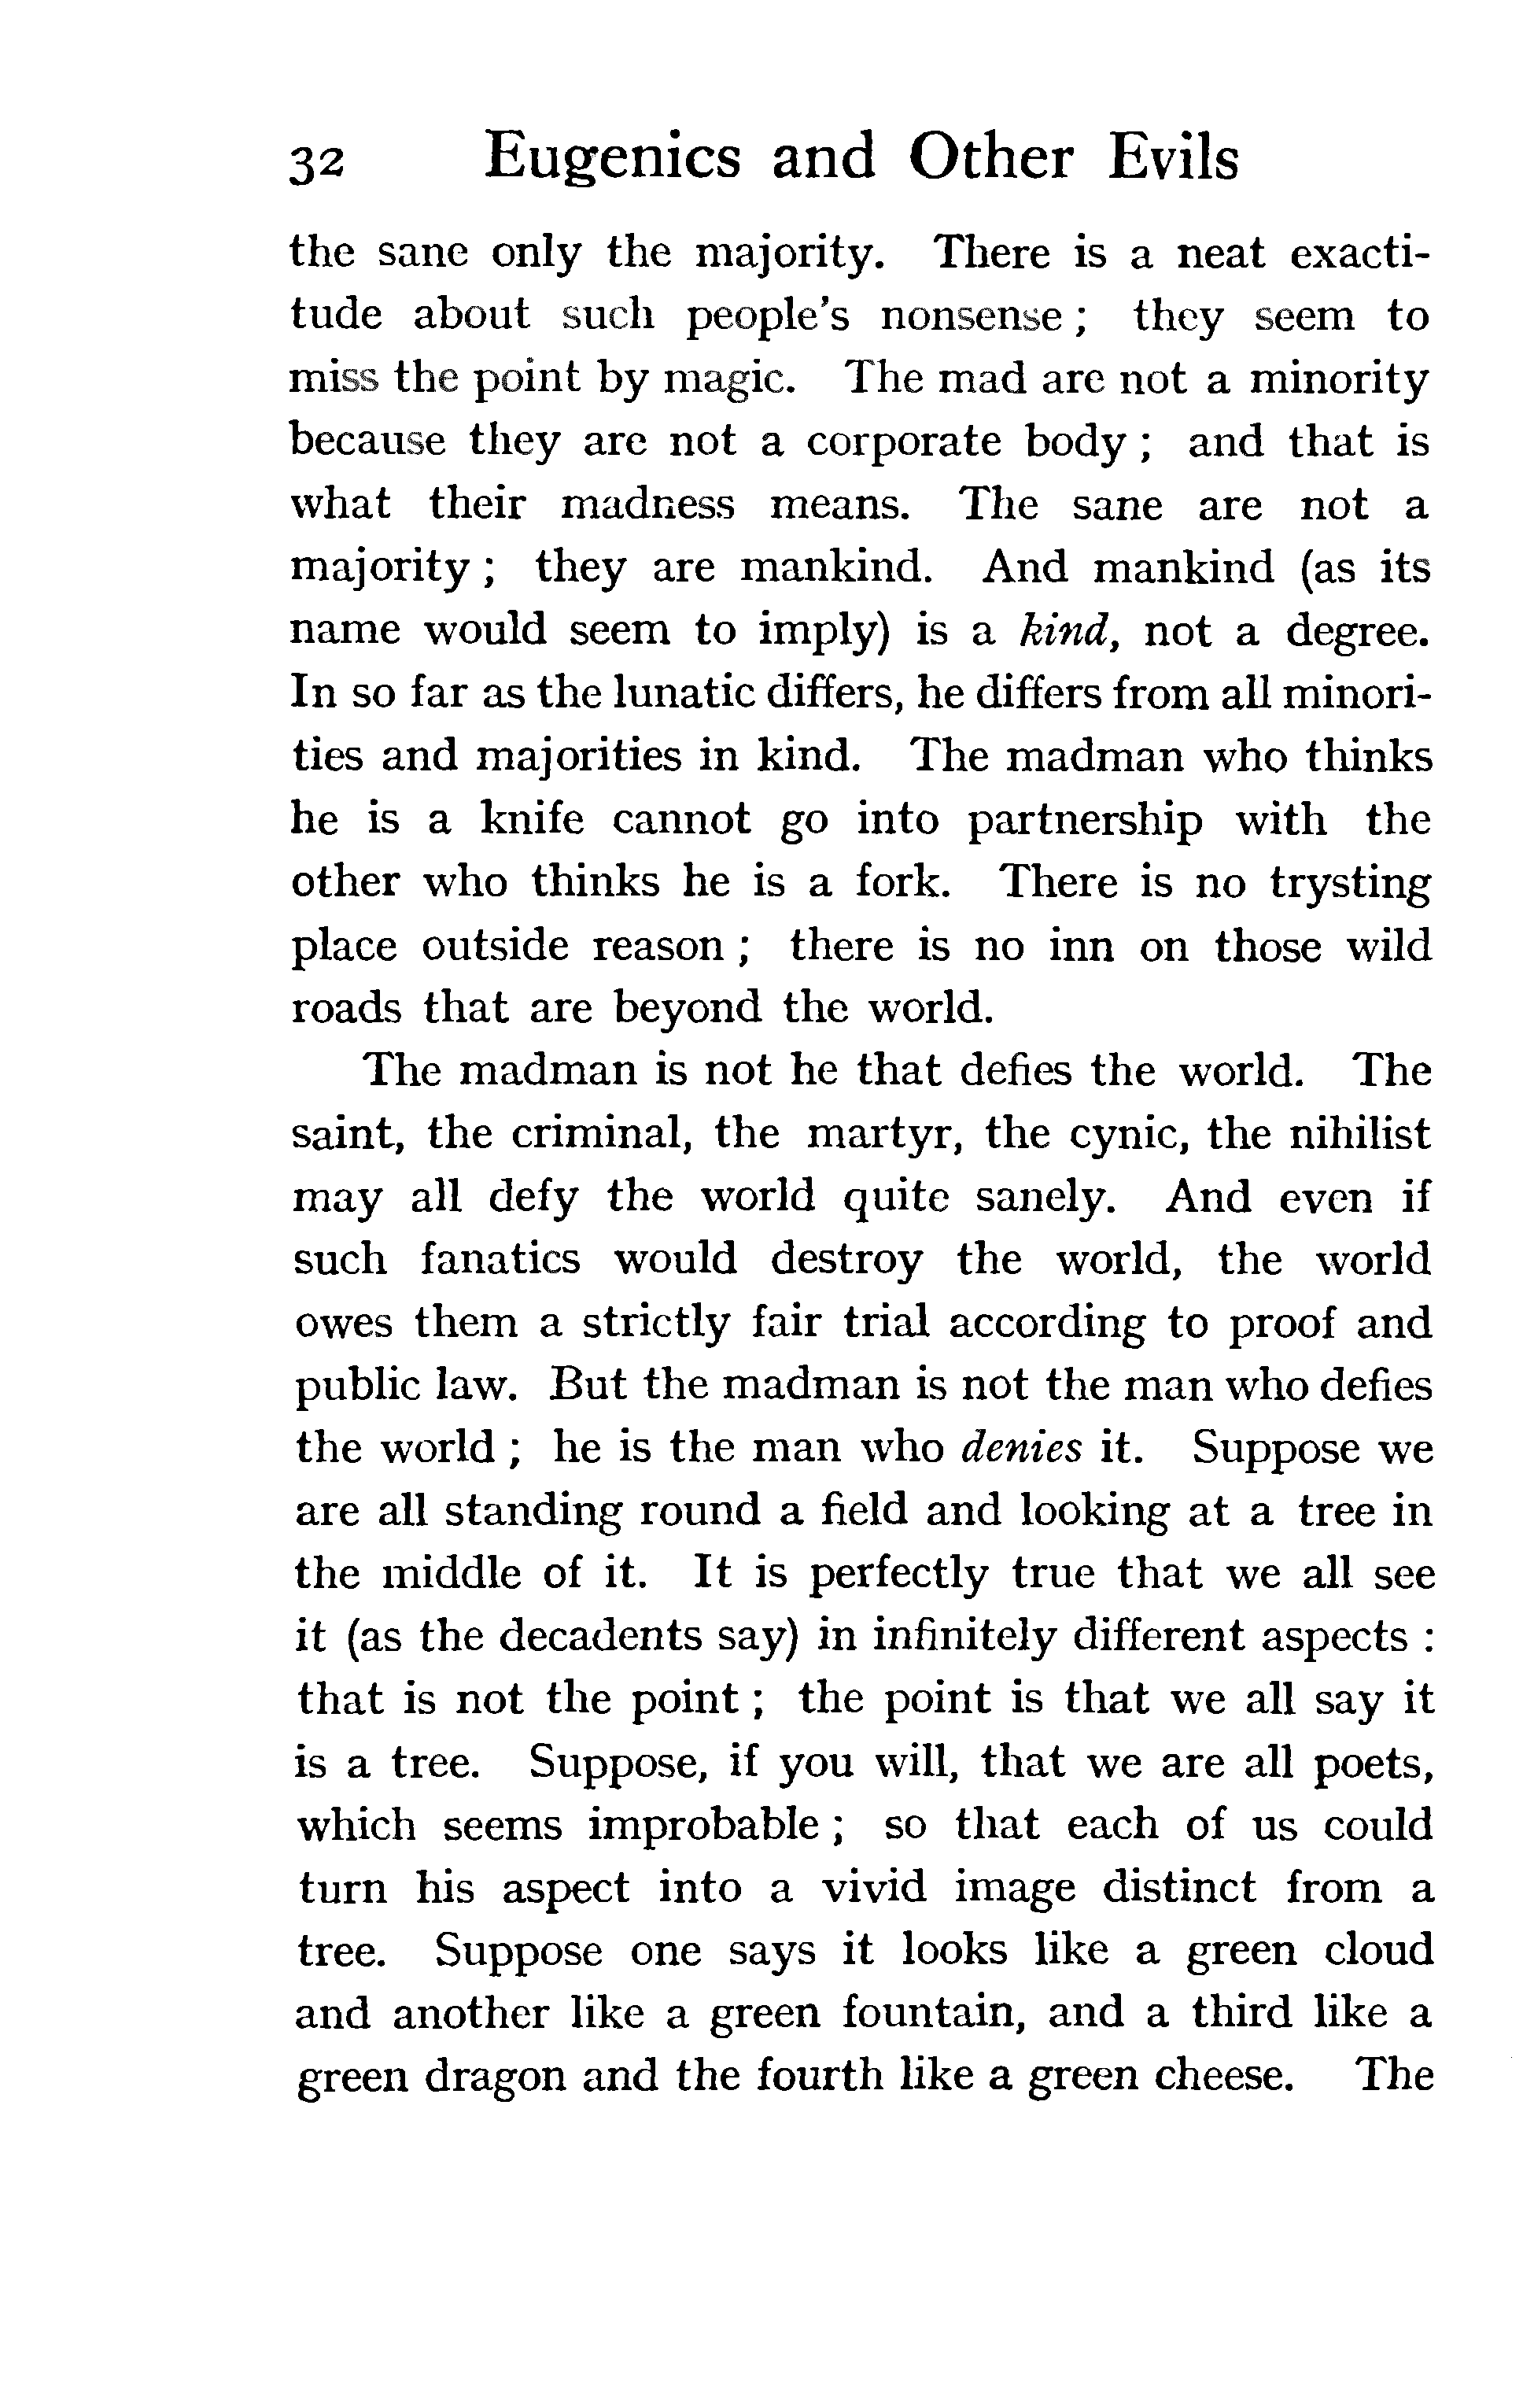 32 Eugenics and Other Evils
the sane only the majority. There is a neat exacti-
tude about such people's nonsense ; they seem to
miss the point by magic. The mad are not a minority
because they are not a corporate body ; and that is
what their madness means. The sane are not a
majority ; they are mankind. And mankind (as its
name would seem to imply) is a kind, not a degree.
In so far as the lunatic differs, he differs from all minori-
ties and majorities in kind. The madman who thinks
he is a knife cannot go into partnership with the
other who thinks he is a fork. There is no trysting
place outside reason ; there is no inn on those wild
roads that are beyond the world.
The madman is not he that defies the world. The
saint, the criminal, the martyr, the cynic, the nihilist
may all defy the world quite sanely. And even if
such fanatics would destroy the world, the world
owes them a strictly fair trial according to proof and
public law. But the madman is not the man who defies
the world ; he is the man who denies it. Suppose we
are all standing round a field and looking at a tree in
the middle of it. It is perfectly true that we all see
it (as the decadents say) in infinitely different aspects :
that is not the point ; the point is that we all say it
is a tree. Suppose, if you will, that we are all poets,
which seems improbable ; so that each of us could
turn his aspect into a vivid image distinct from a
tree. Suppose one says it looks like a green cloud
and another like a green fountain, and a third like a
green dragon and the fourth like a green cheese. The